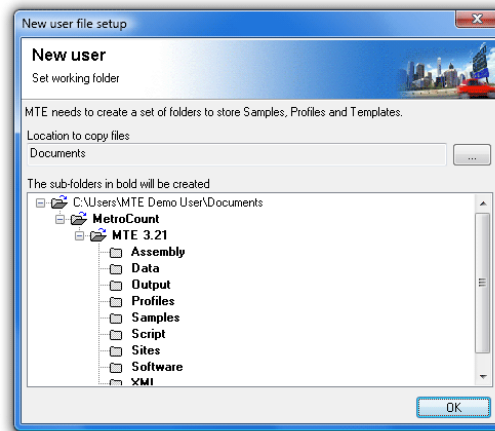 New user file setup
New user
Set working folder
MTE needs to create a set of folders to store Samples, Profiles and Templates.
Location to copy files
Documents
...
The sub-folders in bold will be created
C:\Users\MTE Demo User\Documents
MetroCount
MTE 3.21
Assembly
Data
Output
Profiles
Samples
Script
Sites
Software
XML
OK